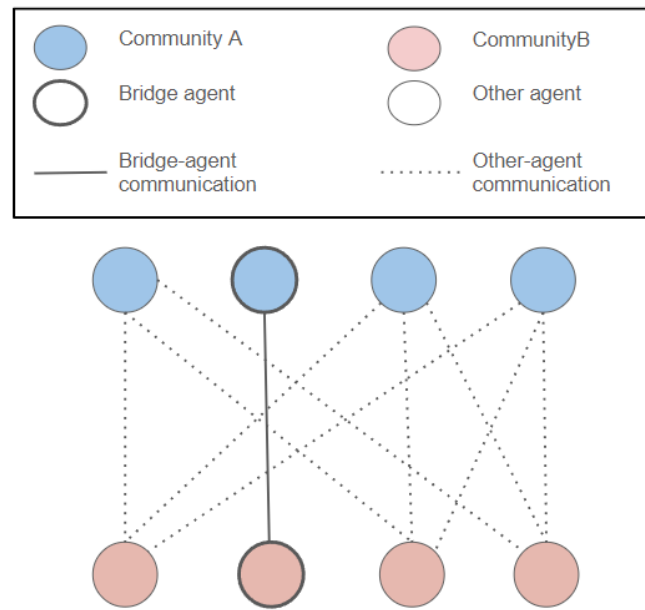 Community A
CommunityB
Bridge agent
Other agent
Bridge-agent
communication
Other-agent
communication